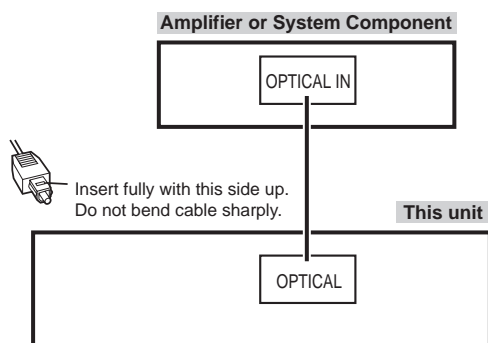 Amplifier or System Component
OPTICAL IN
Insert fully with this side up.
Do not bend cable sharply.
This unit
OPTICAL